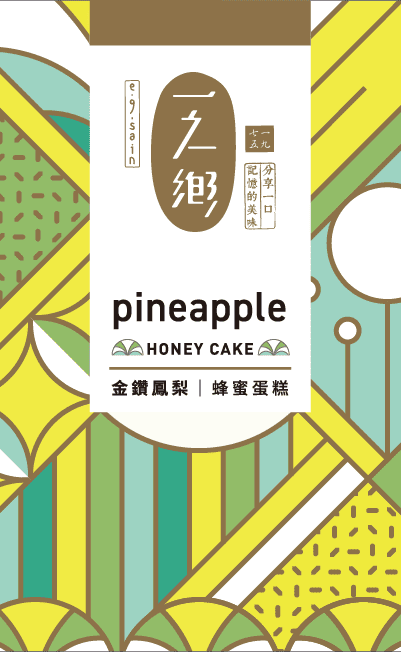 e.g.sain
一之鄉
一九
七五
分享一口
記憶的美味
pineapple
HONEY CAKE
金鑽鳳梨｜蜂蜜蛋糕